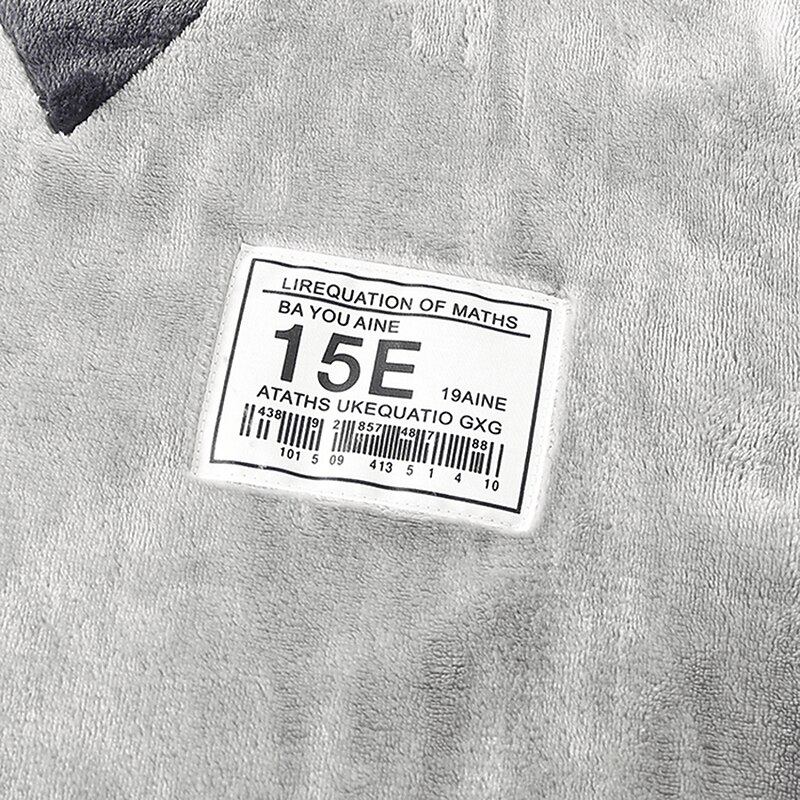 LIREQUATION OF MATHS
BA YOU AINE
15E 19AINE
ATATHS UKEQUATIO GXG
438 9 2 857 48 7 88
101 5 09 413 5 1 4 10